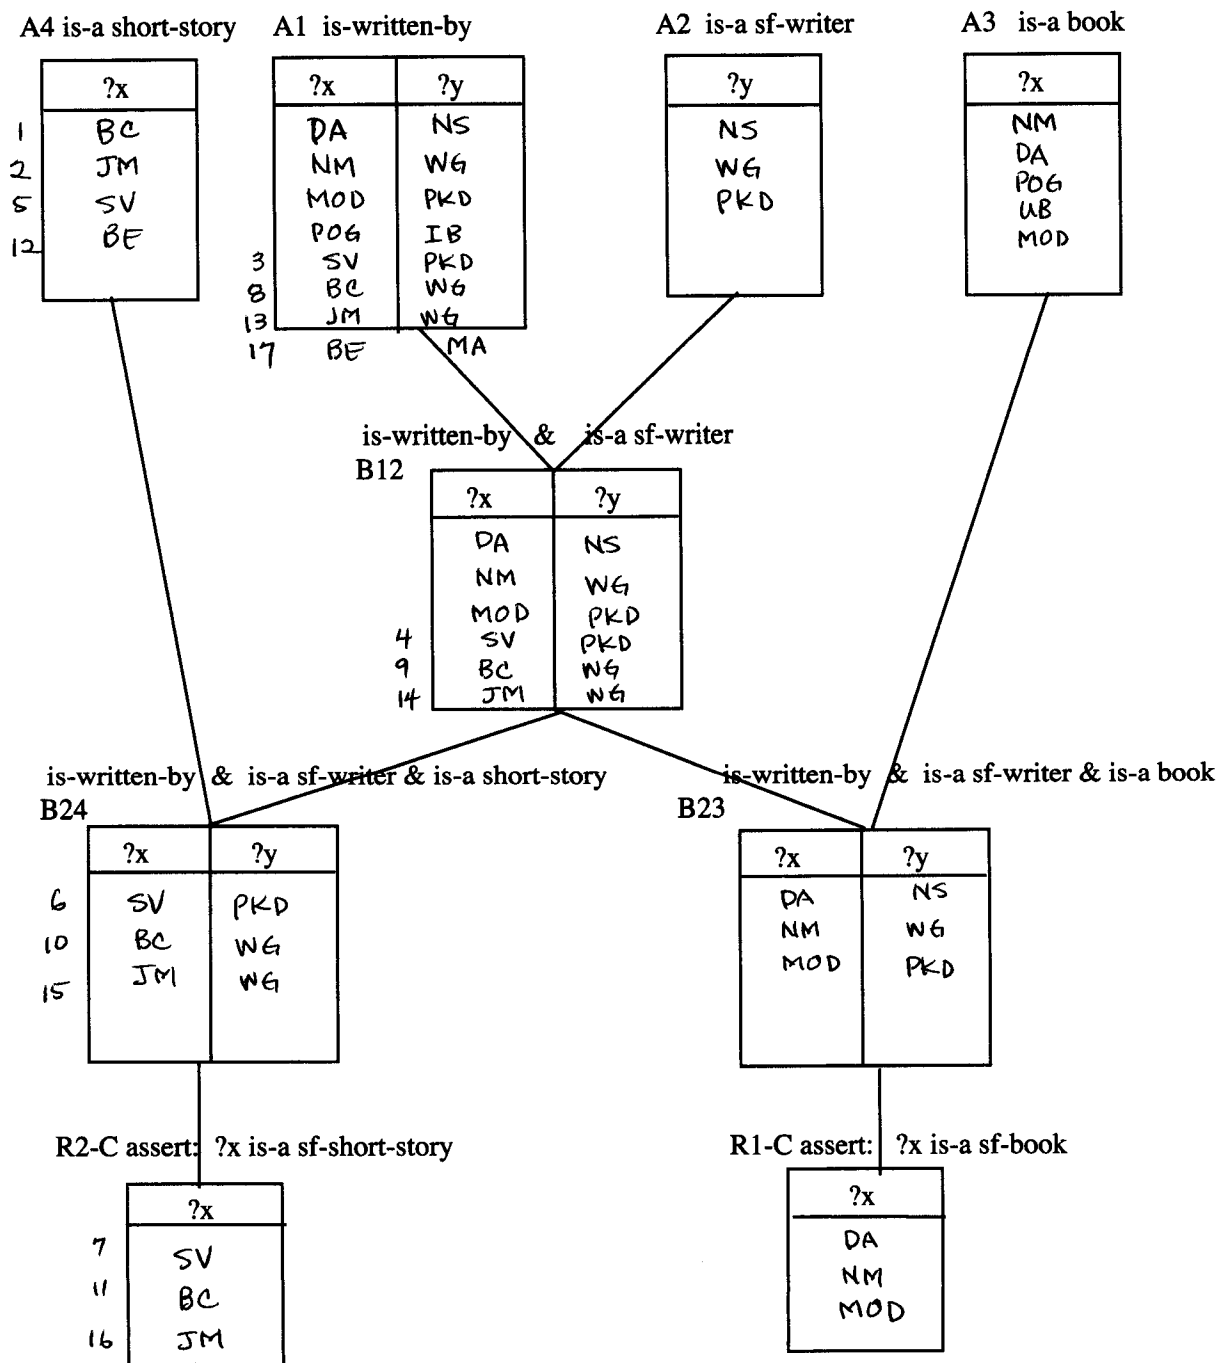 A4 is-a short-story A1 is-written-by A2 is-a sf-writer A3 is-a book
?x ?x ?y ?y ?x
1 BC DA NS NS NM
2 JM NM WG WG DA
5 SV MOD PKD PKD POG
12 BE POG IB UB
3 SV PKD MOD
8 BC WG
13 JM WG
17 BE MA
is-written-by & is-a sf-writer
B12
?x ?y
DA NS
NM WG
MOD PKD
4 SV PKD
9 BC WG
14 JM WG
is-written-by & is-a sf-writer & is-a short-story is-written-by & is-a sf-writer & is-a book
B24 B23
?x ?y ?x ?y
6 SV PKD DA NS
10 BC WG NM WG
15 JM WG MOD PKD
R2-C assert: ?x is-a sf-short-story R1-C assert: ?x is-a sf-book
?x ?x
7 SV DA
11 BC NM
16 JM MOD